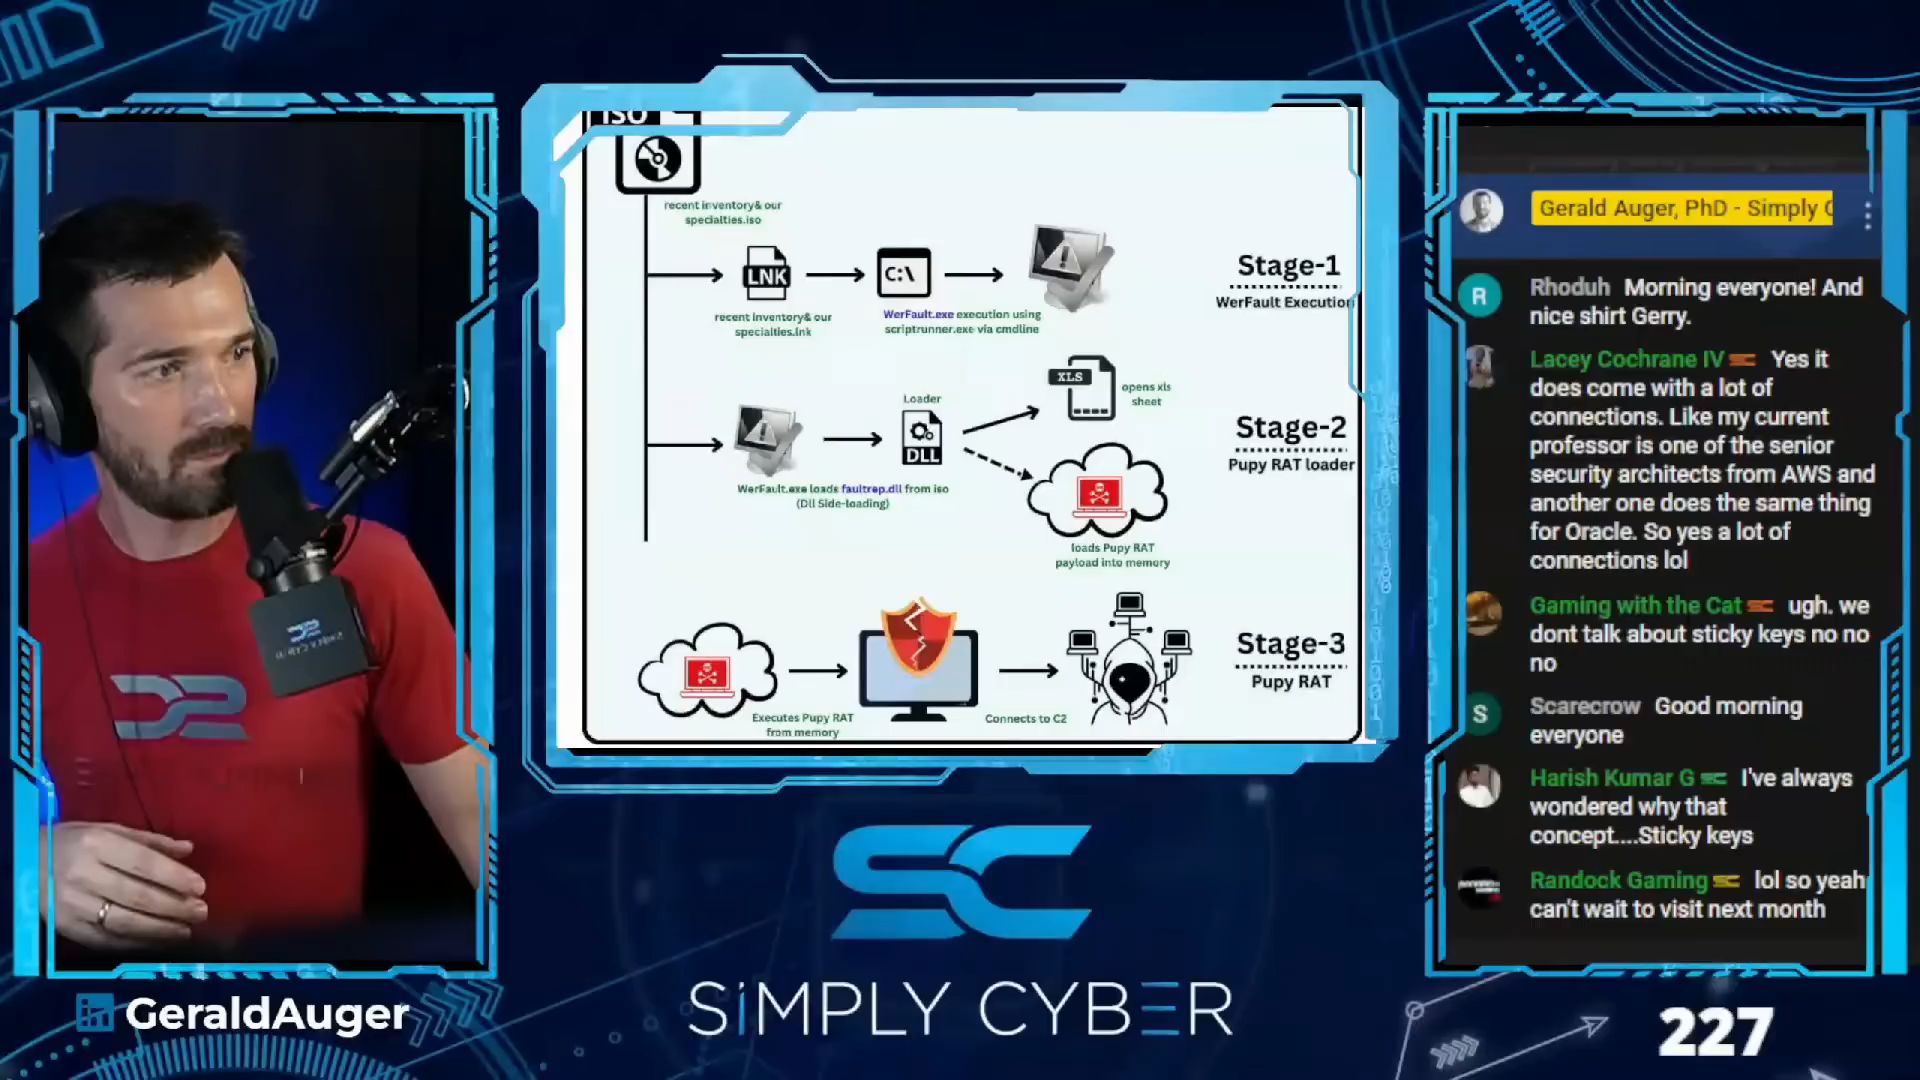 ISO
recent inventory& our
specialties.iso
LNK
C:\
Stage-1
WerFault Execution
recent inventory& our
specialties.lnk
WerFault.exe execution using
scriptrunner.exe via cmdline
Loader
XLS
opens xls
sheet
DLL
Stage-2
Pupy RAT loader
WerFault.exe loads faultrep.dll from iso
(Dll Side-loading)
loads Pupy RAT
payload into memory
Stage-3
Pupy RAT
Executes Pupy RAT
from memory
Connects to C2
Gerald Auger, PhD - Simply C
R
Rhoduh Morning everyone! And
nice shirt Gerry.
Lacey Cochrane IV Yes it
does come with a lot of
connections. Like my current
professor is one of the senior
security architects from AWS and
another one does the same thing
for Oracle. So yes a lot of
connections lol
Gaming with the Cat ugh. we
dont talk about sticky keys no no
no
S
Scarecrow Good morning
everyone
Harish Kumar G I've always
wondered why that
concept....Sticky keys
Randock Gaming lol so yeah
can't wait to visit next month
D2
SC
SiMPLY CYBER
in GeraldAuger
227